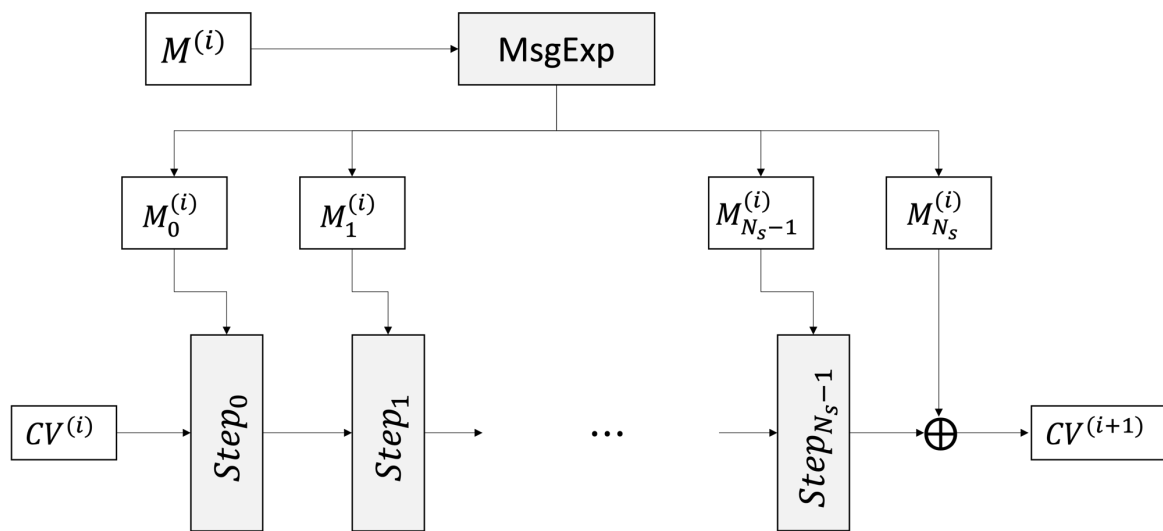 M^{(i)}
MsgExp
M_0^{(i)}
M_1^{(i)}
M_{N_s-1}^{(i)}
M_{N_s}^{(i)}
CV^{(i)}
Step_0
Step_1
...
Step_{N_s-1}
⊕
CV^{(i+1)}